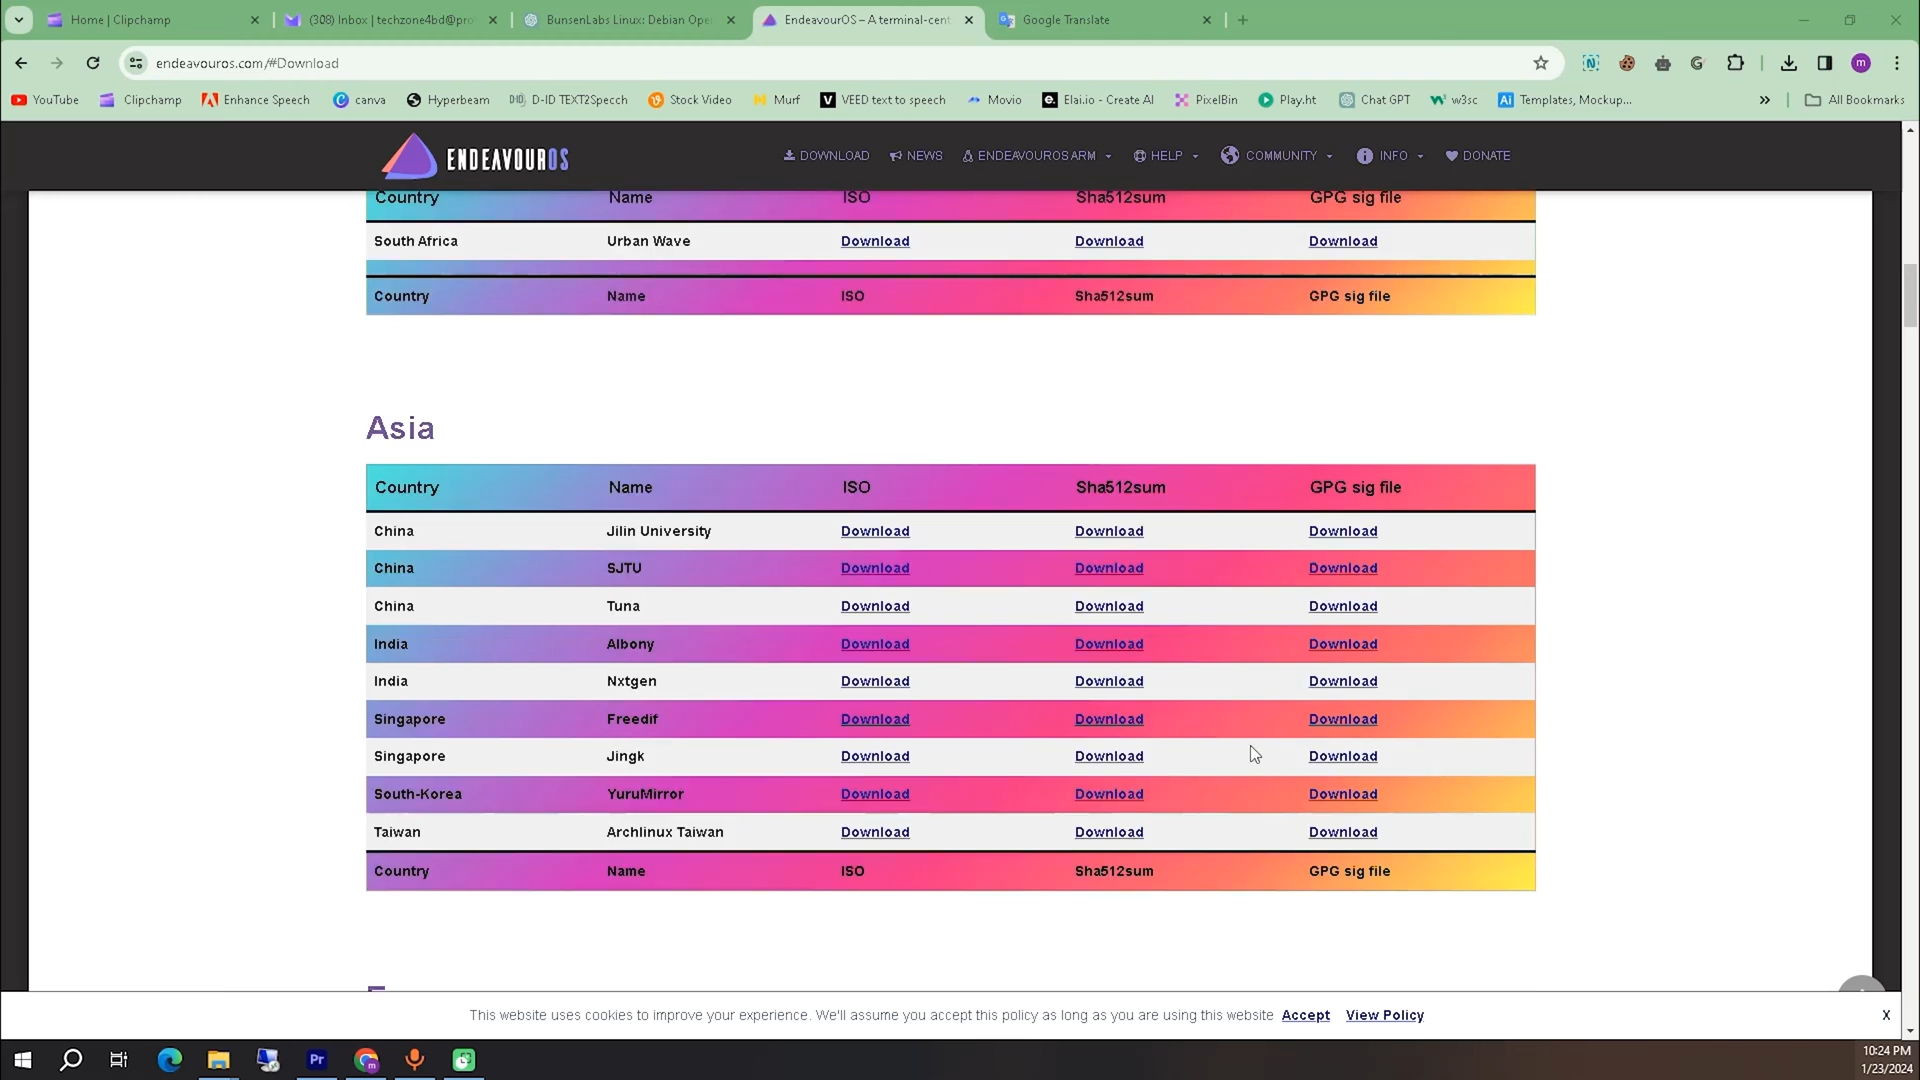 Home | Clipchamp
(308) Inbox | techzone4bd@pro
BunsenLabs Linux: Debian Oper
EndeavourOS – A terminal-cent
Google Translate
endeavouros.com/#Download
YouTube
Clipchamp
Enhance Speech
canva
Hyperbeam
D-ID TEXT2Specch
Stock Video
Murf
VEED text to speech
Movio
Elai.io - Create AI
PixelBin
Play.ht
Chat GPT
w3sc
Templates, Mockup...
All Bookmarks
ENDEAVOUROS
DOWNLOAD
NEWS
ENDEAVOUROS ARM
HELP
COMMUNITY
INFO
DONATE
Country Name ISO Sha512sum GPG sig file
South Africa Urban Wave Download Download Download
Country Name ISO Sha512sum GPG sig file
Asia
Country Name ISO Sha512sum GPG sig file
China Jilin University Download Download Download
China SJTU Download Download Download
China Tuna Download Download Download
India Albony Download Download Download
India Nxtgen Download Download Download
Singapore Freedif Download Download Download
Singapore Jingk Download Download Download
South-Korea YuruMirror Download Download Download
Taiwan Archlinux Taiwan Download Download Download
Country Name ISO Sha512sum GPG sig file
This website uses cookies to improve your experience. We'll assume you accept this policy as long as you are using this website Accept View Policy X
Pr
10:24 PM
1/23/2024